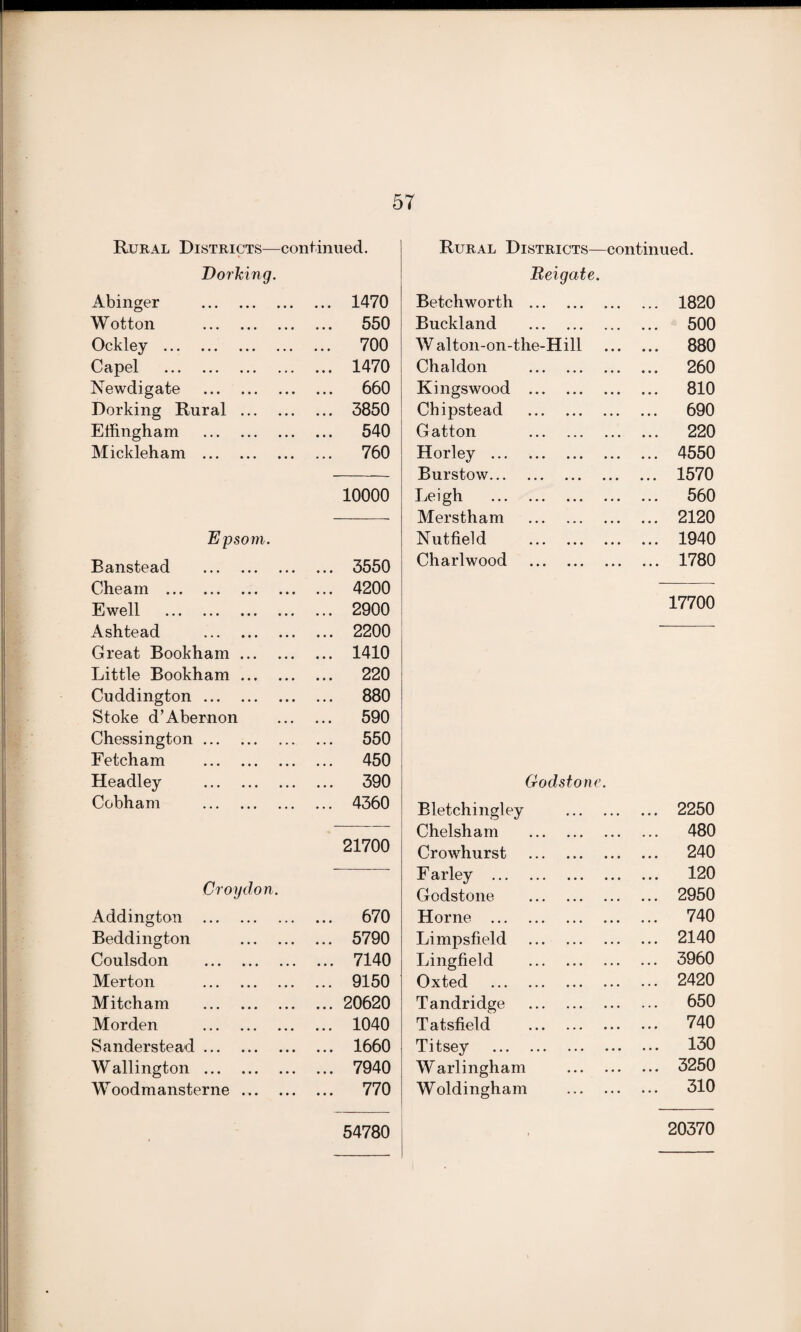 57
Rural Districts—continued.
Dorking.
Abinger ... ... ... ... 1470
Wotton ... ... ... ... 550
Ockley ... ... ... ... ... 700
Capel ... ... ... ... ... 1470
Newdigate ... ... ... ... 660
Dorking Rural ... ... ... 3850
Effingham ... ... ... ... 540
Mickleham ... ... ... ... 760
10000
Epsom.
Banstead ... ... ... ... 3550
Cheam ... ... ... ... ... 4200
Ewell ... ... ... ... ... 2900
Ashtead ... ... ... ... 2200
Great Bookham ... ... ... 1410
Little Bookham ... ... ... 220
Cuddington ... ... ... ... 880
Stoke d'Abernon ... ... 590
Chessington ... ... ... ... 550
Fetcham ... ... ... ... 450
Headley ... ... ... ... 390
Cobham ... ... ... ... 4360
21700
Croydon.
Addington ... ... ... ... 670
Beddington ... ... ... 5790
Coulsdon ... ... ... ... 7140
Merton ... ... ... ... 9150
Mitcham ... ... ... ... 20620
Morden ... ... ... ... 1040
Sanderstead ... ... ... ... 1660
Wallington ... ... ... ... 7940
Woodmansterne ... ... ... 770
54780
Rural Districts—continued.
Reigate.
Betchworth ... ... ... ... 1820
Buckland ... ... ... ... 500
Walton-on-the-Hill ... ... 880
Chaldon ... ... ... ... 260
Kingswood ... ... ... ... 810
Chipstead ... ... ... ... 690
Gatton ... ... ... ... 220
Horley ... ... ... ... ... 4550
Burstow... ... ... ... ... 1570
Leigh ... ... ... ... ... 560
Merstham ... ... ... ... 2120
Nutfield ... ... ... ... 1940
Charlwood ... ... ... ... 1780
17700
Godstone.
Bletchingley ... ... ... 2250
Chelsham ... ... ... ... 480
Crowhurst ... ... ... ... 240
Farley ... ... ... ... ... 120
Godstone ... ... ... ... 2950
Horne ... ... ... ... ... 740
Limpsfield ... ... ... ... 2140
Lingfield ... ... ... ... 3960
Oxted ... ... ... ... ... 2420
Tandridge ... ... ... ... 650
Tatsfield ... ... ... ... 740
Titsey ... ... ... ... ... 130
Warlingham ... ... ... 3250
Woldingham ... ... ... 310
20370